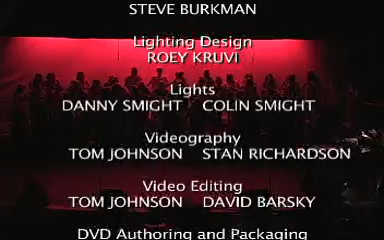 STEVE BURKMAN
Lighting Design
ROEY KRUVI
Lights
DANNY SMIGHT COLIN SMIGHT
Videography
TOM JOHNSON STAN RICHARDSON
Video Editing
TOM JOHNSON DAVID BARSKY
DVD Authoring and Packaging